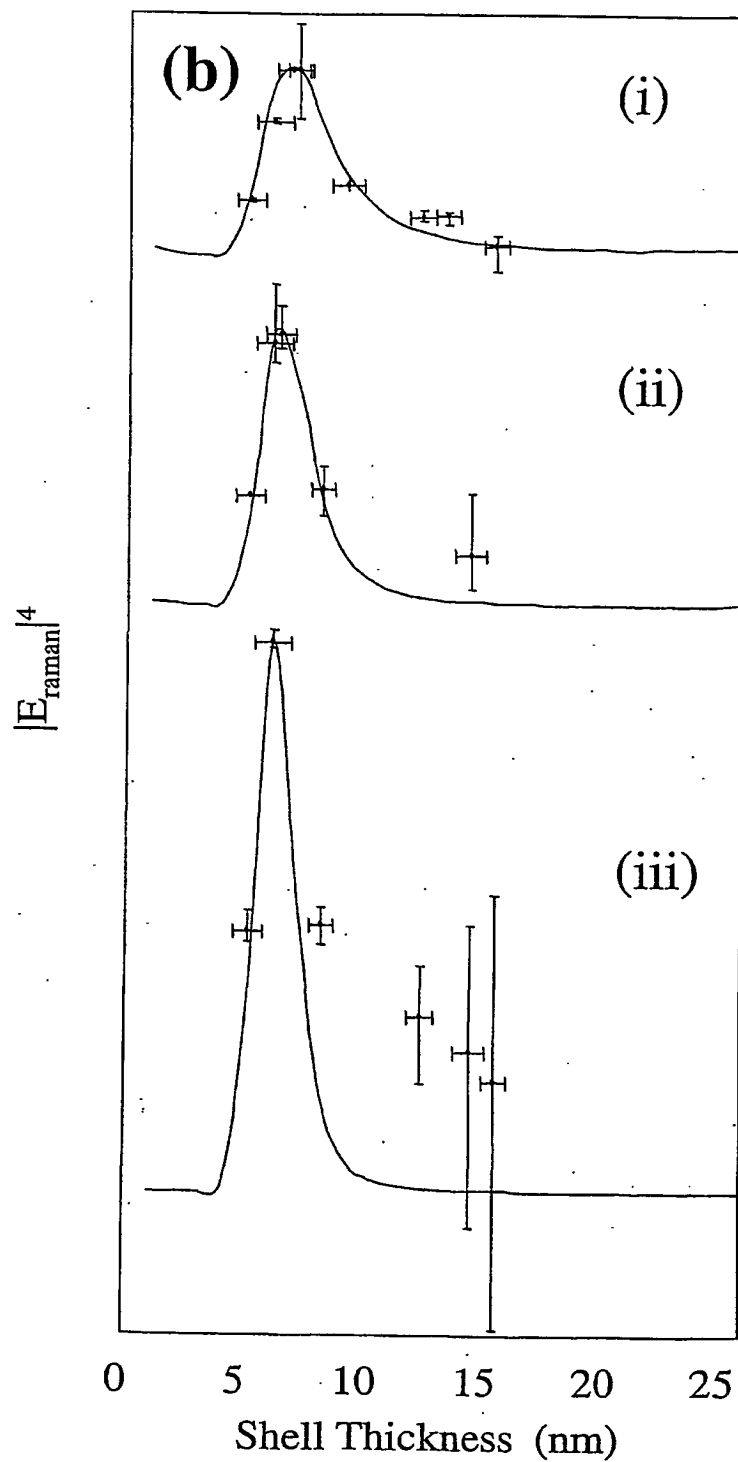 (b)
(i)
(ii)
(iii)
|E_raman|^4
0 5 10 15 20 25
Shell Thickness (nm)